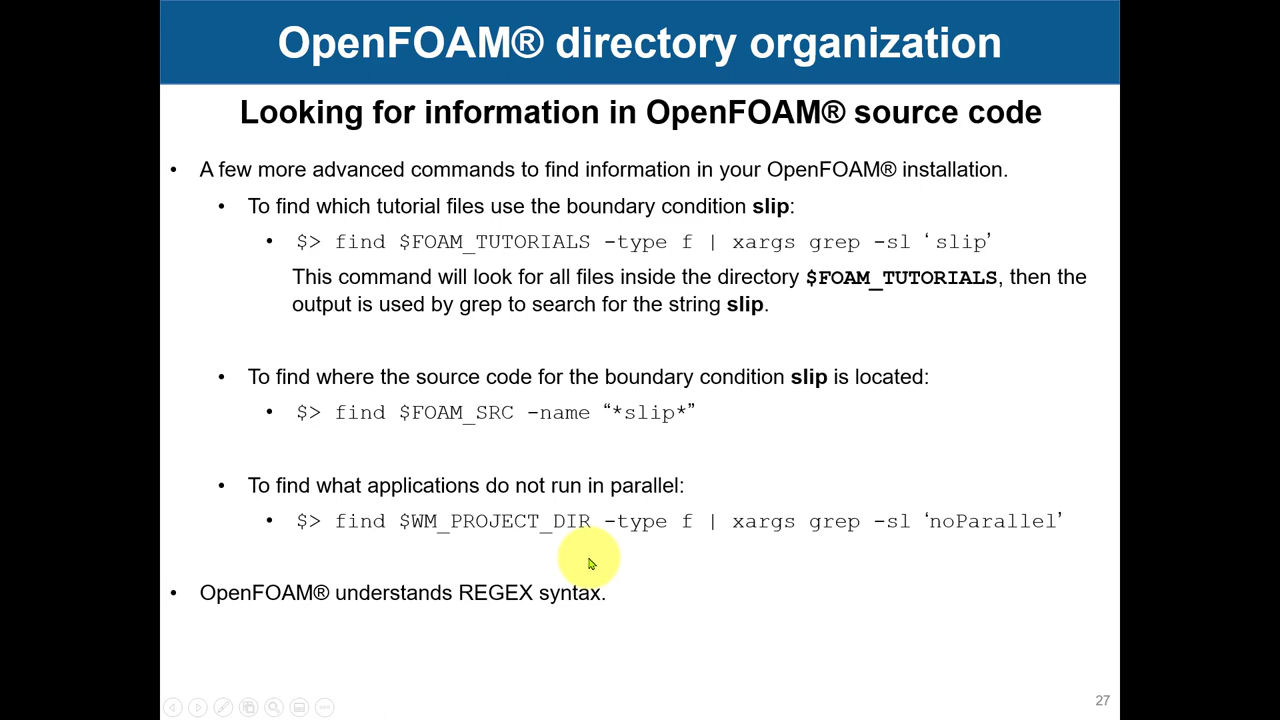 OpenFOAM® directory organization
Looking for information in OpenFOAM® source code
• A few more advanced commands to find information in your OpenFOAM® installation.
• To find which tutorial files use the boundary condition slip:
• $> find $FOAM_TUTORIALS -type f | xargs grep -sl ‘slip’
This command will look for all files inside the directory $FOAM_TUTORIALS, then the
output is used by grep to search for the string slip.
• To find where the source code for the boundary condition slip is located:
• $> find $FOAM_SRC -name “*slip*”
• To find what applications do not run in parallel:
• $> find $WM_PROJECT_DIR -type f | xargs grep -sl ‘noParallel’
• OpenFOAM® understands REGEX syntax.
27